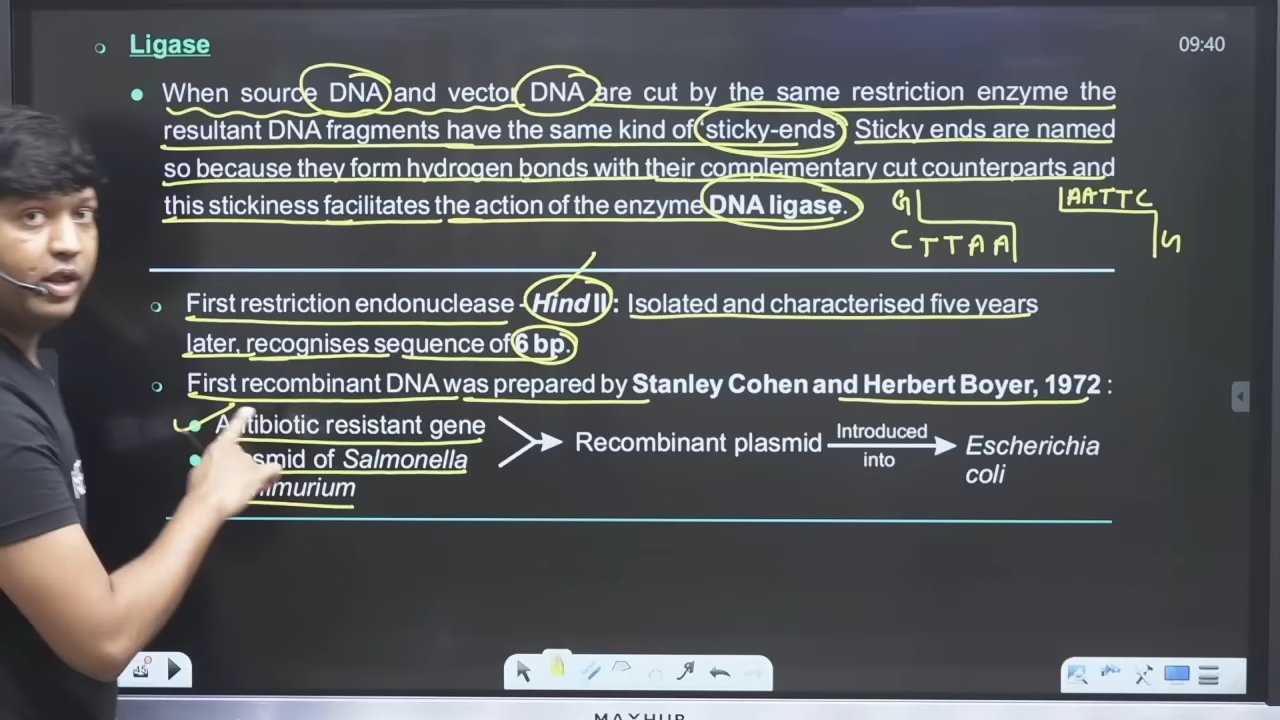 Ligase
09:40
When source DNA and vector DNA are cut by the same restriction enzyme the
resultant DNA fragments have the same kind of 'sticky-ends' Sticky ends are named
so because they form hydrogen bonds with their complementary cut counterparts and
this stickiness facilitates the action of the enzyme DNA ligase.
G AATTC
CTTAA G
First restriction endonuclease - Hind II : Isolated and characterised five years
later, recognises sequence of 6 bp.
First recombinant DNA was prepared by Stanley Cohen and Herbert Boyer, 1972 :
Antibiotic resistant gene
of Salmonella
Recombinant plasmid
Introduced
into
Escherichia
coli
45